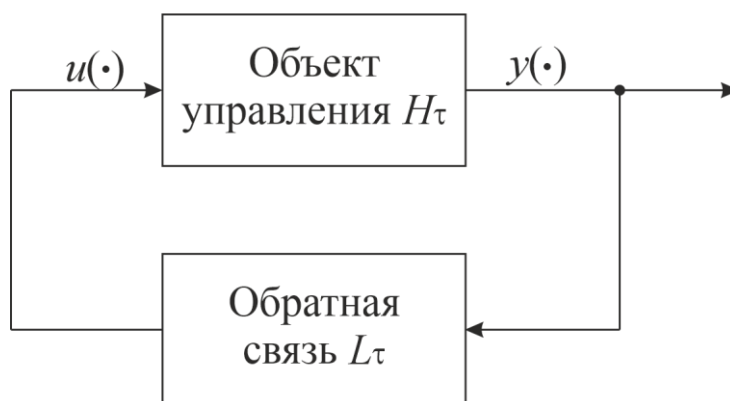 u(·)
Объект
управления Hτ
y(·)
Обратная
связь Lτ